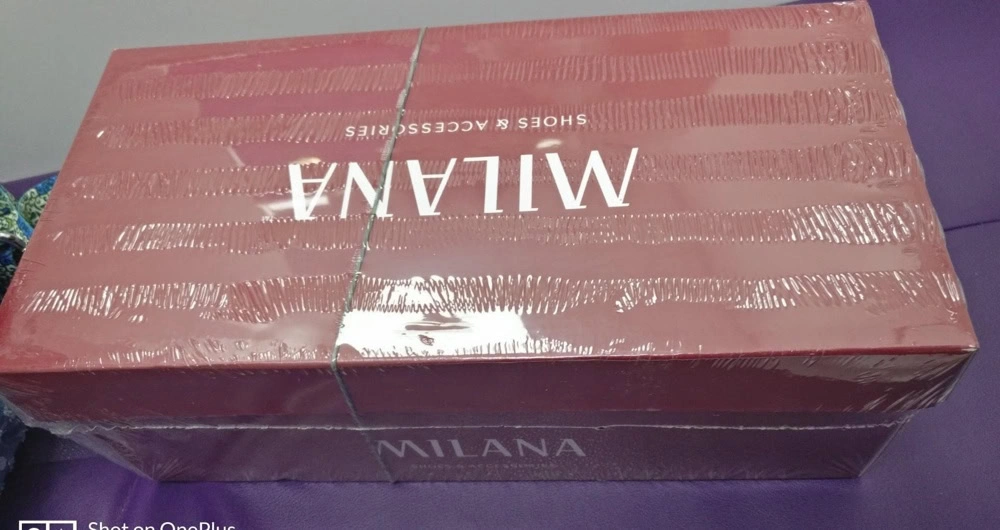 SHOES & ACCESSORIES
MILANA
MILANA
SHOES & ACCESSORIES
Shot on OnePlus